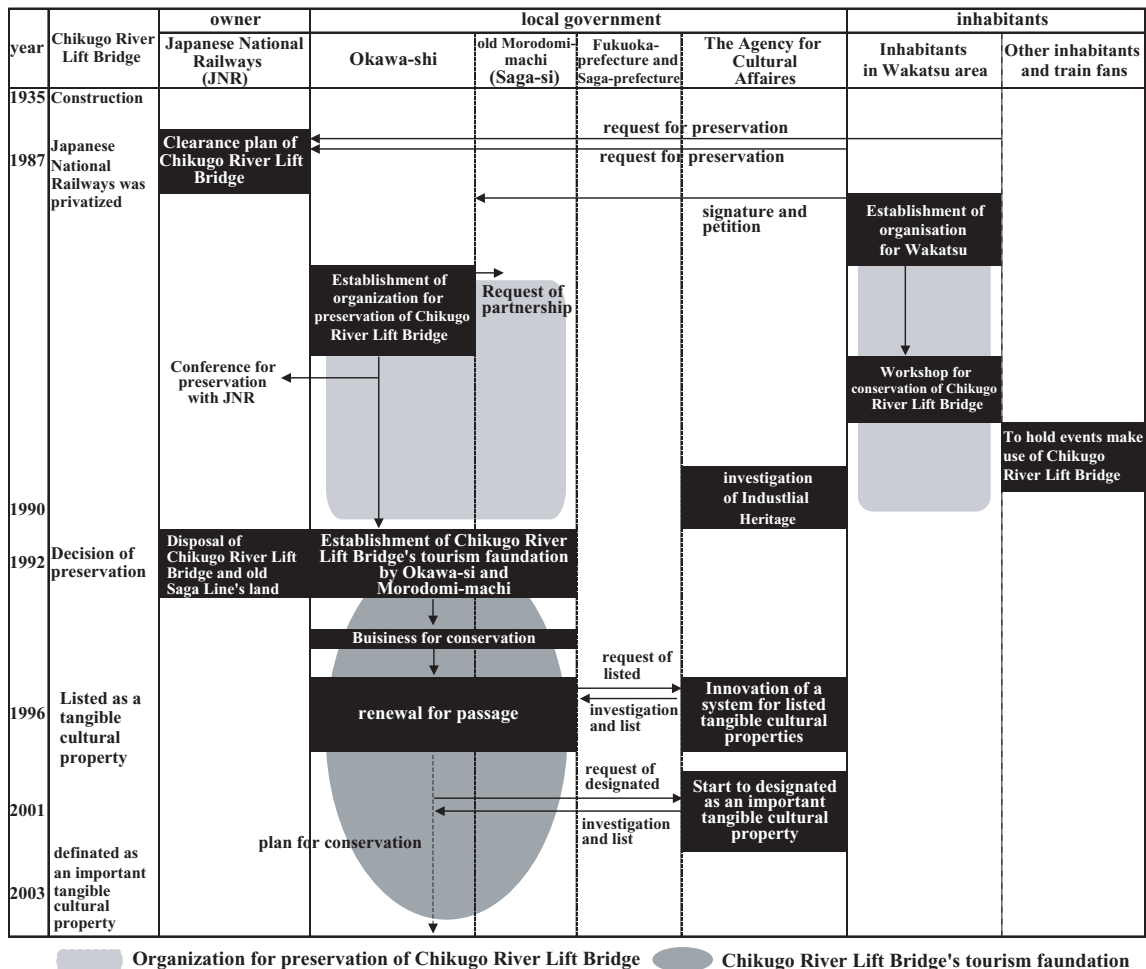 owner
local government
inhabitants
year
Chikugo River
Lift Bridge
Japanese National
Railways
(JNR)
Okawa-shi
old Morodomi-
machi
(Saga-si)
Fukuoka-
prefecture and
Saga-prefecture
The Agency for
Cultural
Affaires
Inhabitants
in Wakatsu area
Other inhabitants
and train fans
1935
Construction
1987
Japanese
National
Railways was
privatized
Clearance plan of
Chikugo River Lift
Bridge
request for preservation
request for preservation
signature and
petition
Establishment of
organisation
for Wakatsu
Establishment of
organization for
preservation of Chikugo
River Lift Bridge
Request of
partnership
Conference for
preservation
with JNR
Workshop for
conservation of Chikugo
River Lift Bridge
To hold events make
use of Chikugo
River Lift Bridge
investigation
of Industlial
Heritage
1990
1992
Decision of
preservation
Disposal of
Chikugo River Lift
Bridge and old
Saga Line's land
Establishment of Chikugo River
Lift Bridge's tourism faundation
by Okawa-si and
Morodomi-machi
Buisiness for conservation
1996
Listed as a
tangible
cultural
property
renewal for passage
request of
listed
investigation
and list
Innovation of a
system for listed
tangible cultural
properties
2001
request of
designated
investigation
and list
Start to designated
as an important
tangible cultural
property
plan for conservation
2003
definated as
an important
tangible
cultural
property
Organization for preservation of Chikugo River Lift Bridge
Chikugo River Lift Bridge's tourism faundation